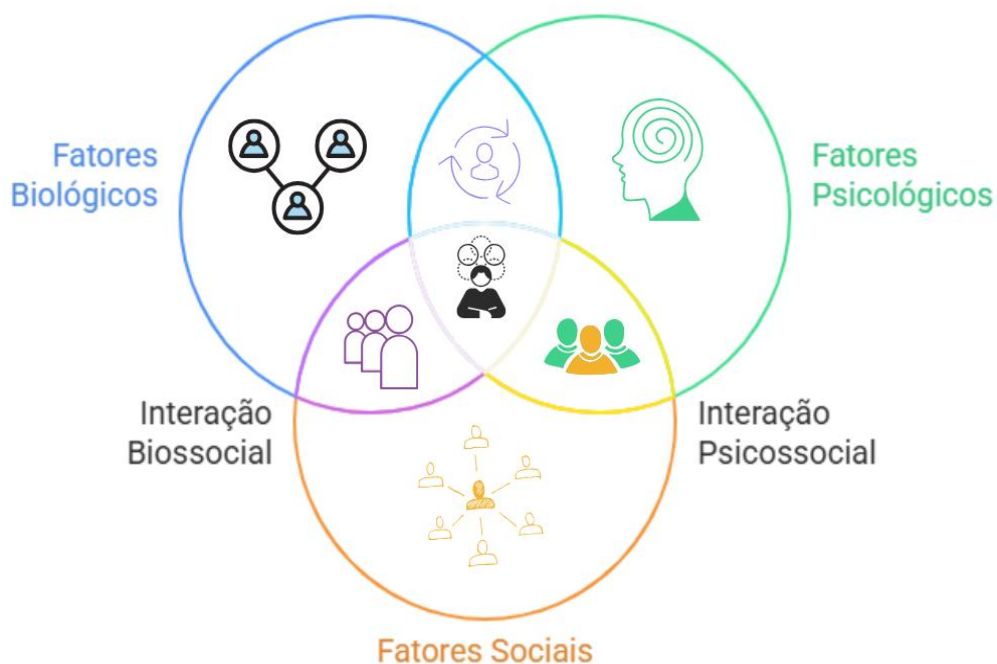 Fatores
Biológicos
Fatores
Psicológicos
Interação
Biossocial
Interação
Psicossocial
Fatores Sociais